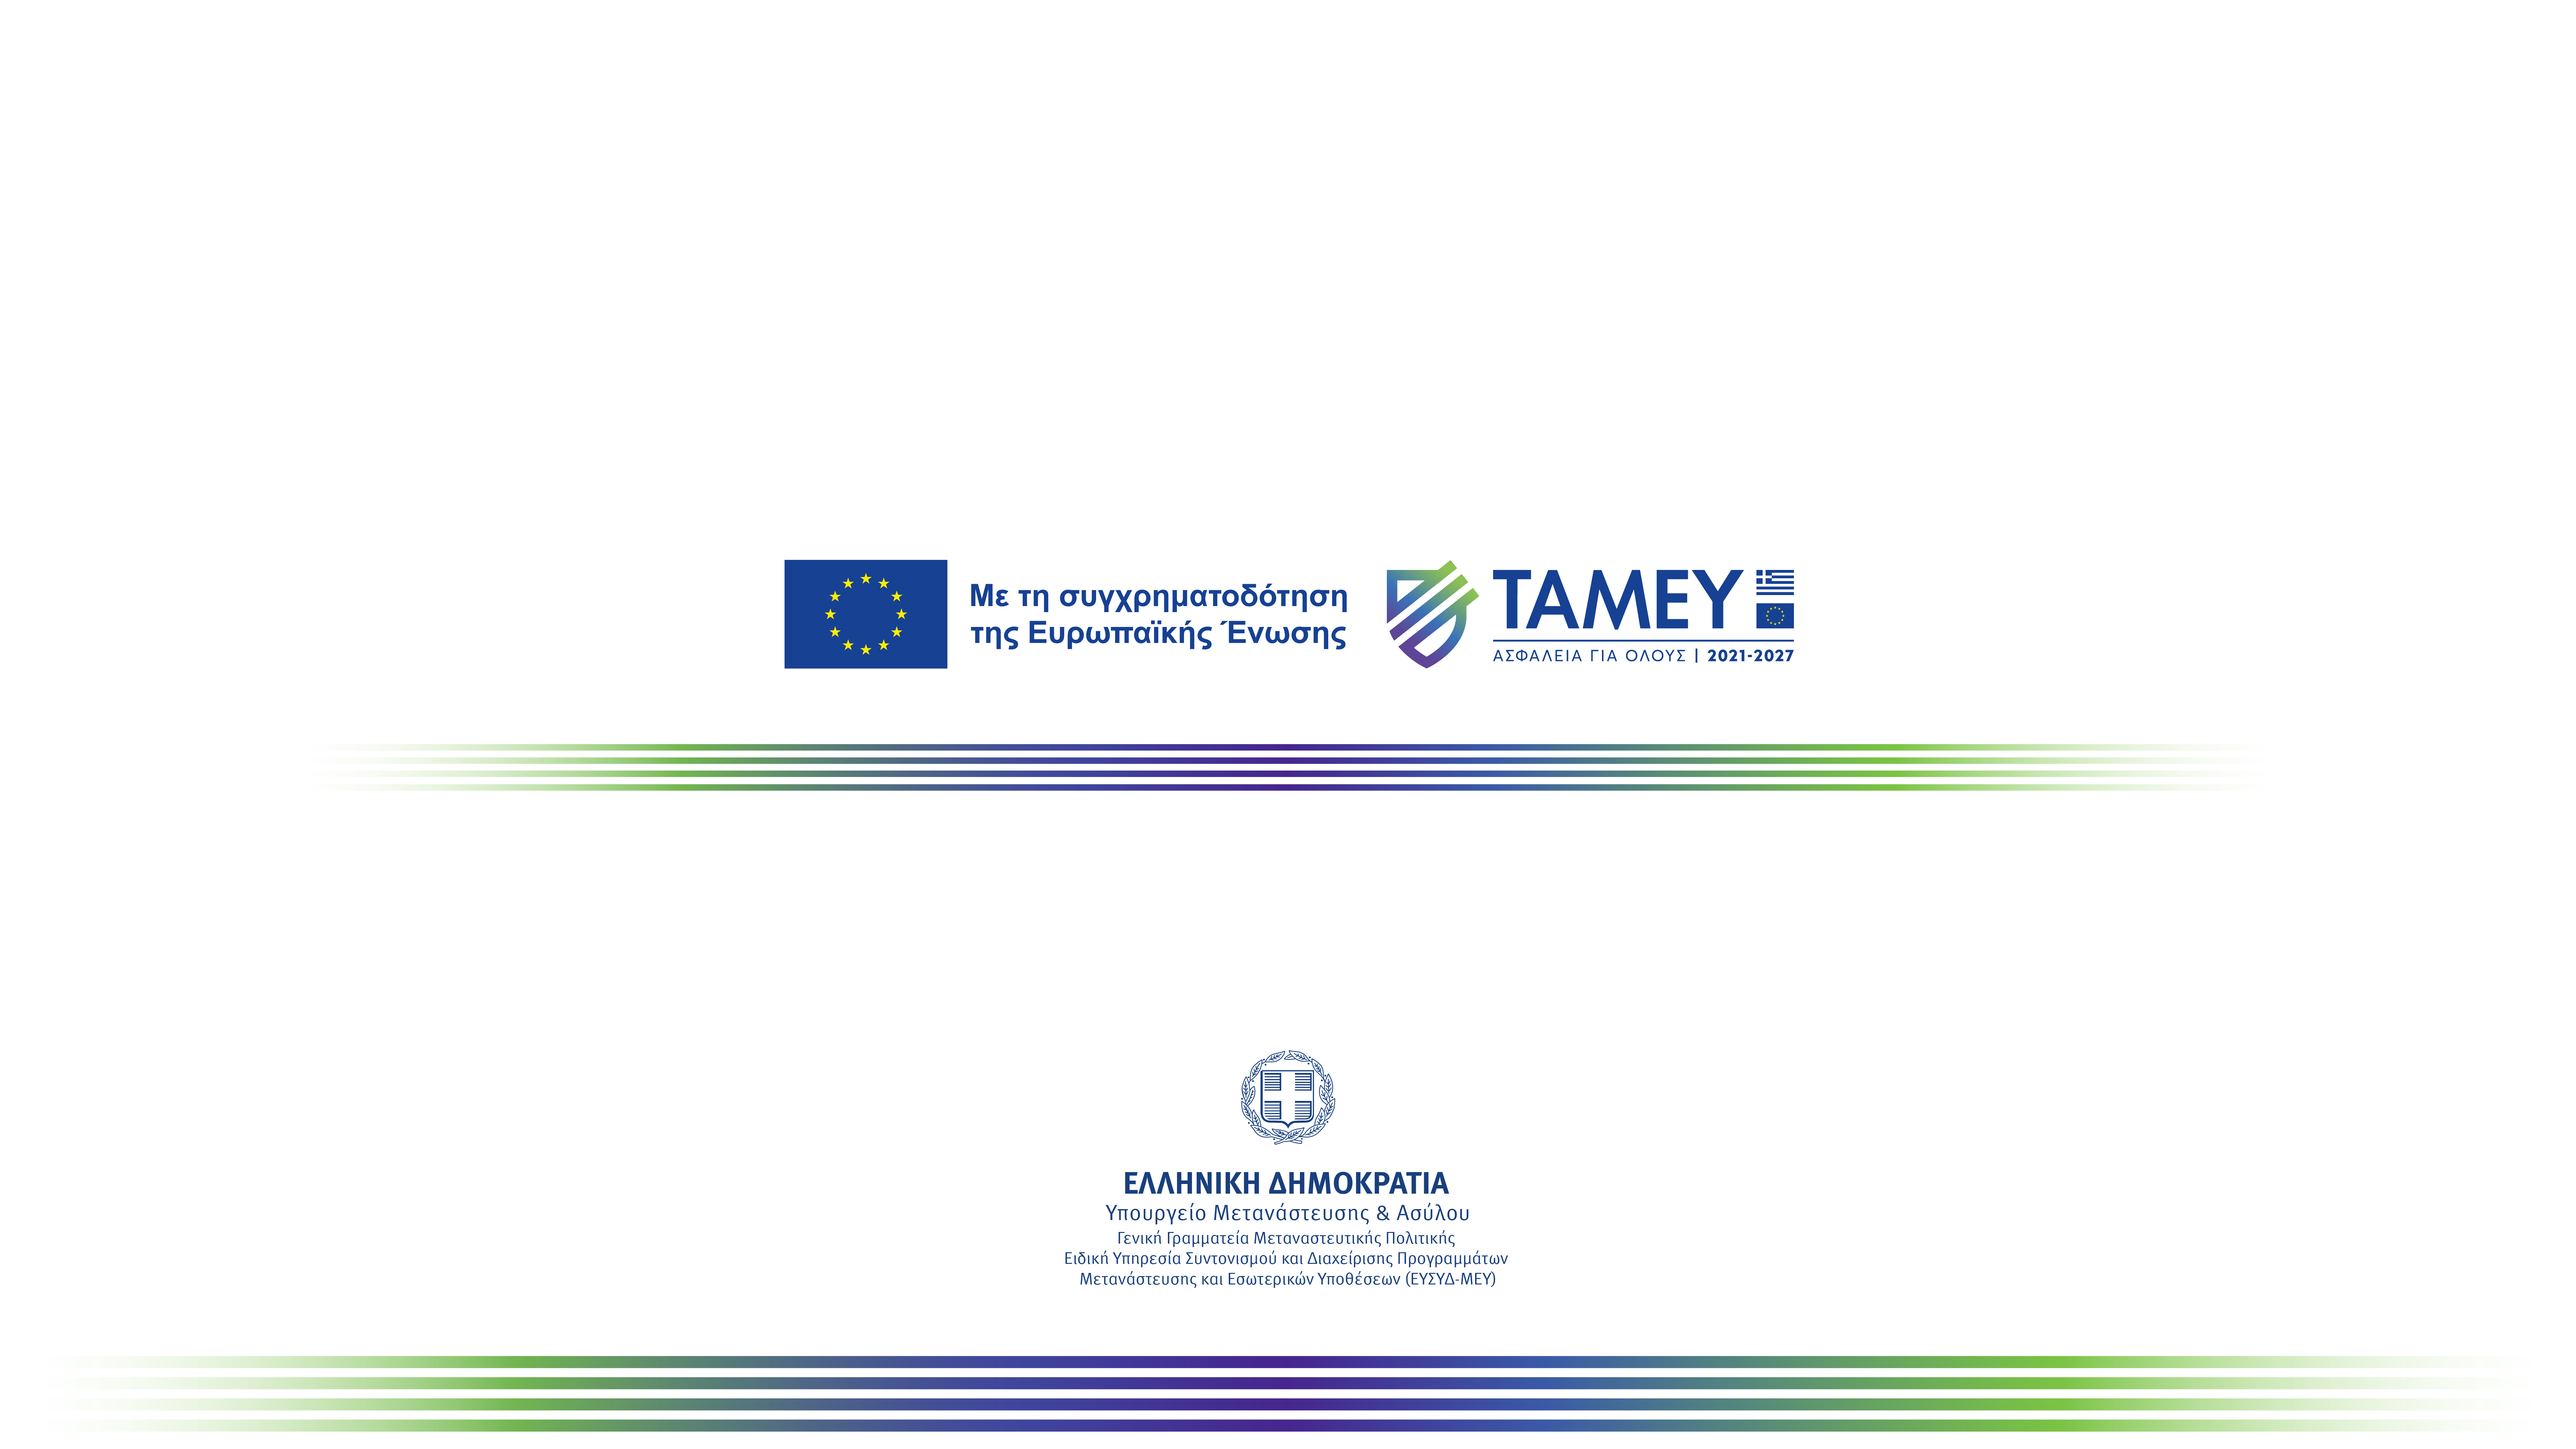 Με τη συγχρηματοδότηση
της Ευρωπαϊκής Ένωσης
ΤΑΜΕΥ
ΑΣΦΑΛΕΙΑ ΓΙΑ ΟΛΟΥΣ | 2021-2027
ΕΛΛΗΝΙΚΗ ΔΗΜΟΚΡΑΤΙΑ
Υπουργείο Μετανάστευσης & Ασύλου
Γενική Γραμματεία Μεταναστευτικής Πολιτικής
Ειδική Υπηρεσία Συντονισμού και Διαχείρισης Προγραμμάτων
Μετανάστευσης και Εσωτερικών Υποθέσεων (ΕΥΣΥΔ-ΜΕΥ)